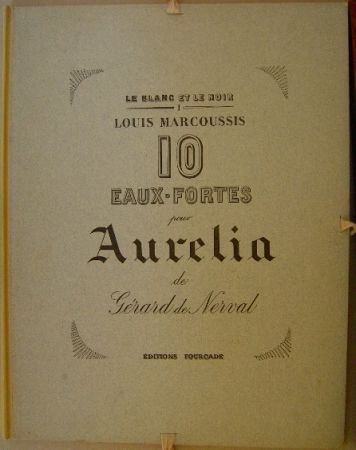 LE BLANC ET LE NOIR
I
LOUIS MARCOUSSIS
10
EAUX-FORTES
pour
Aurelia
de
Gérard de Nerval
ÉDITIONS FOURCADE